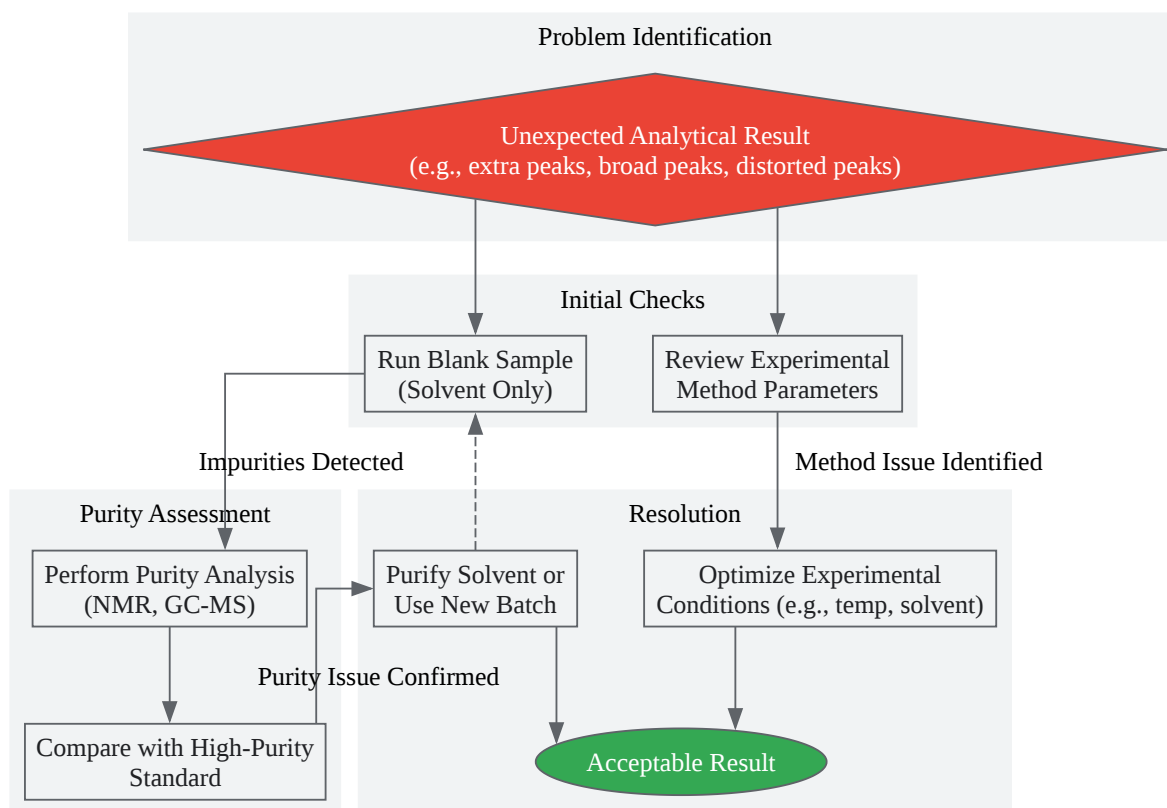 Problem Identification
Unexpected Analytical Result
(e.g., extra peaks, broad peaks, distorted peaks)
Initial Checks
Run Blank Sample
(Solvent Only)
Review Experimental
Method Parameters
Impurities Detected
Method Issue Identified
Purity Assessment
Resolution
Perform Purity Analysis
(NMR, GC-MS)
Purify Solvent or
Use New Batch
Optimize Experimental
Conditions (e.g., temp, solvent)
Purity Issue Confirmed
Compare with High-Purity
Standard
Acceptable Result